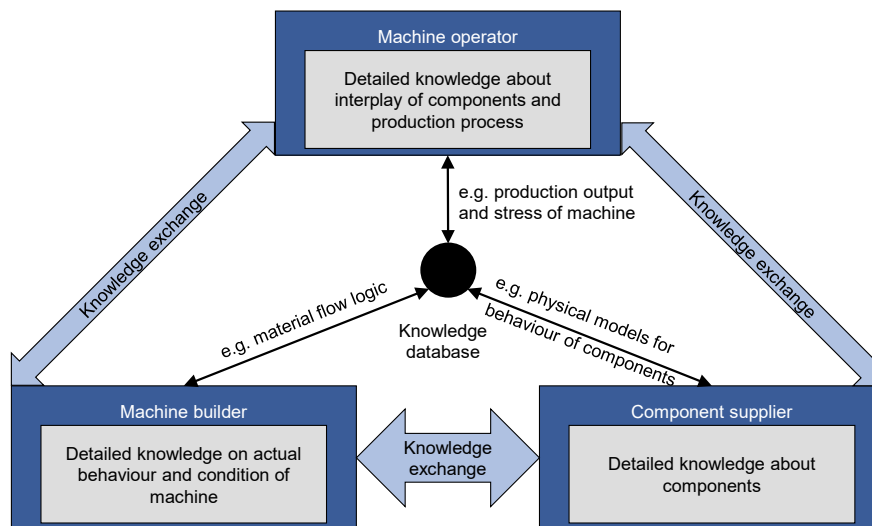 Machine operator
Detailed knowledge about
interplay of components and
production process
e.g. production output
and stress of machine
Knowledge exchange
Knowledge exchange
e.g. material flow logic
e.g. physical models for
behaviour of components
Knowledge
database
Machine builder
Detailed knowledge on actual
behaviour and condition of
machine
Knowledge
exchange
Component supplier
Detailed knowledge about
components